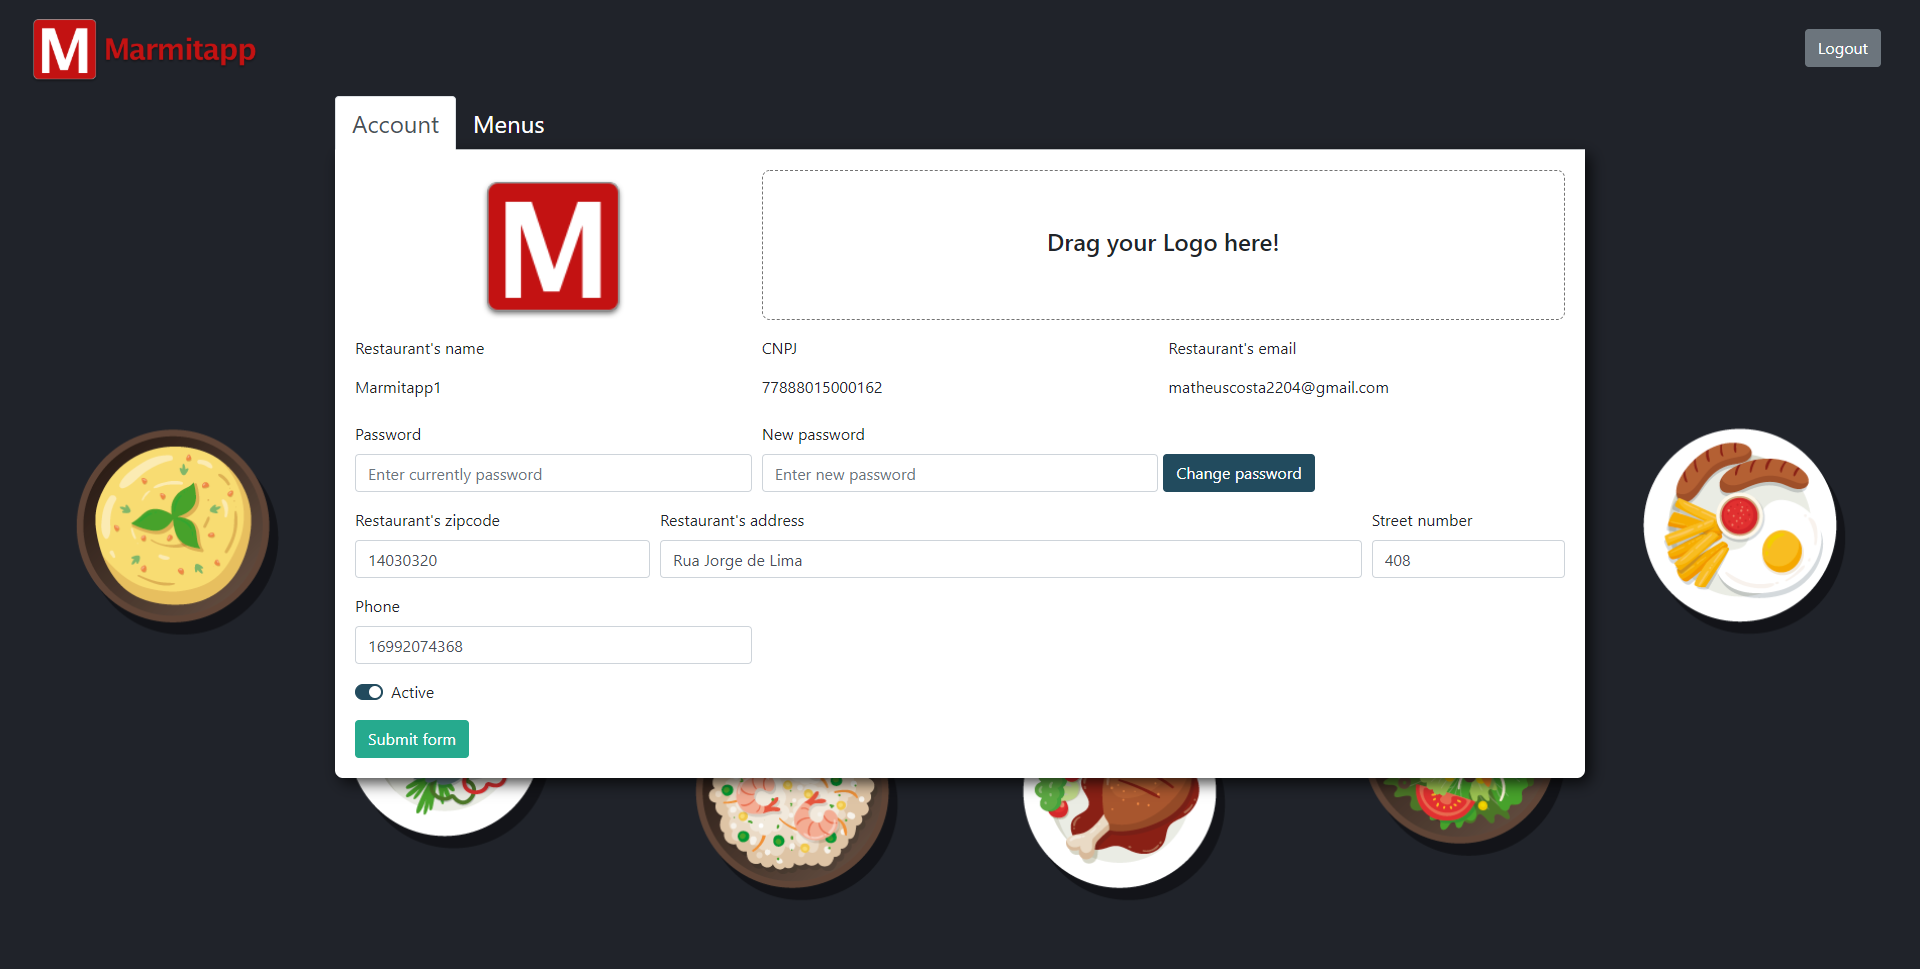 M Marmitapp
Logout
Account Menus
M
Drag your Logo here!
Restaurant's name CNPJ Restaurant's email
Marmitapp1 77888015000162 matheuscosta2204@gmail.com
Password New password
Enter currently password Enter new password Change password
Restaurant's zipcode Restaurant's address Street number
14030320 Rua Jorge de Lima 408
Phone
16992074368
Active
Submit form